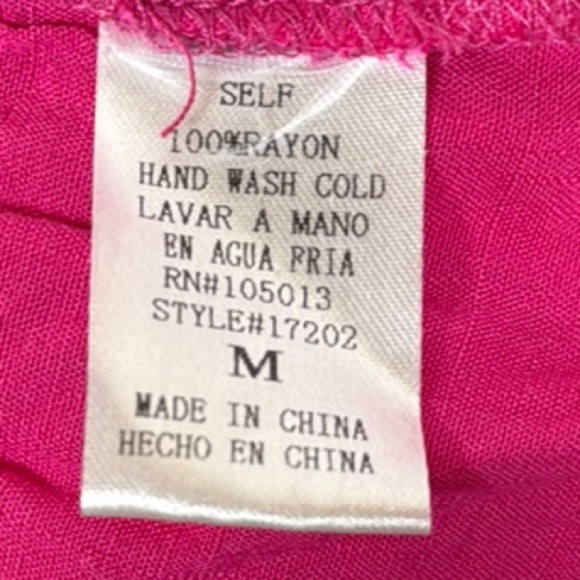 SELF
100%RAYON
HAND WASH COLD
LAVAR A MANO
EN AGUA FRIA
RN#105013
STYLE#17202
M
MADE IN CHINA
HECHO EN CHINA